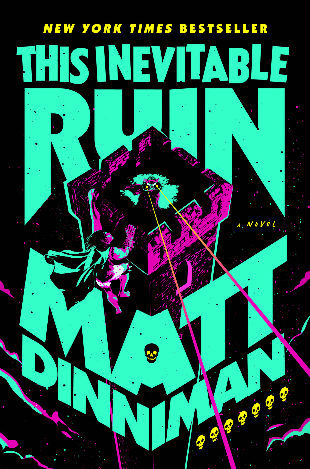 NEW YORK TIMES BESTSELLER
THIS INEVITABLE
RUIN
A NOVEL
MATT
DINNIMAN